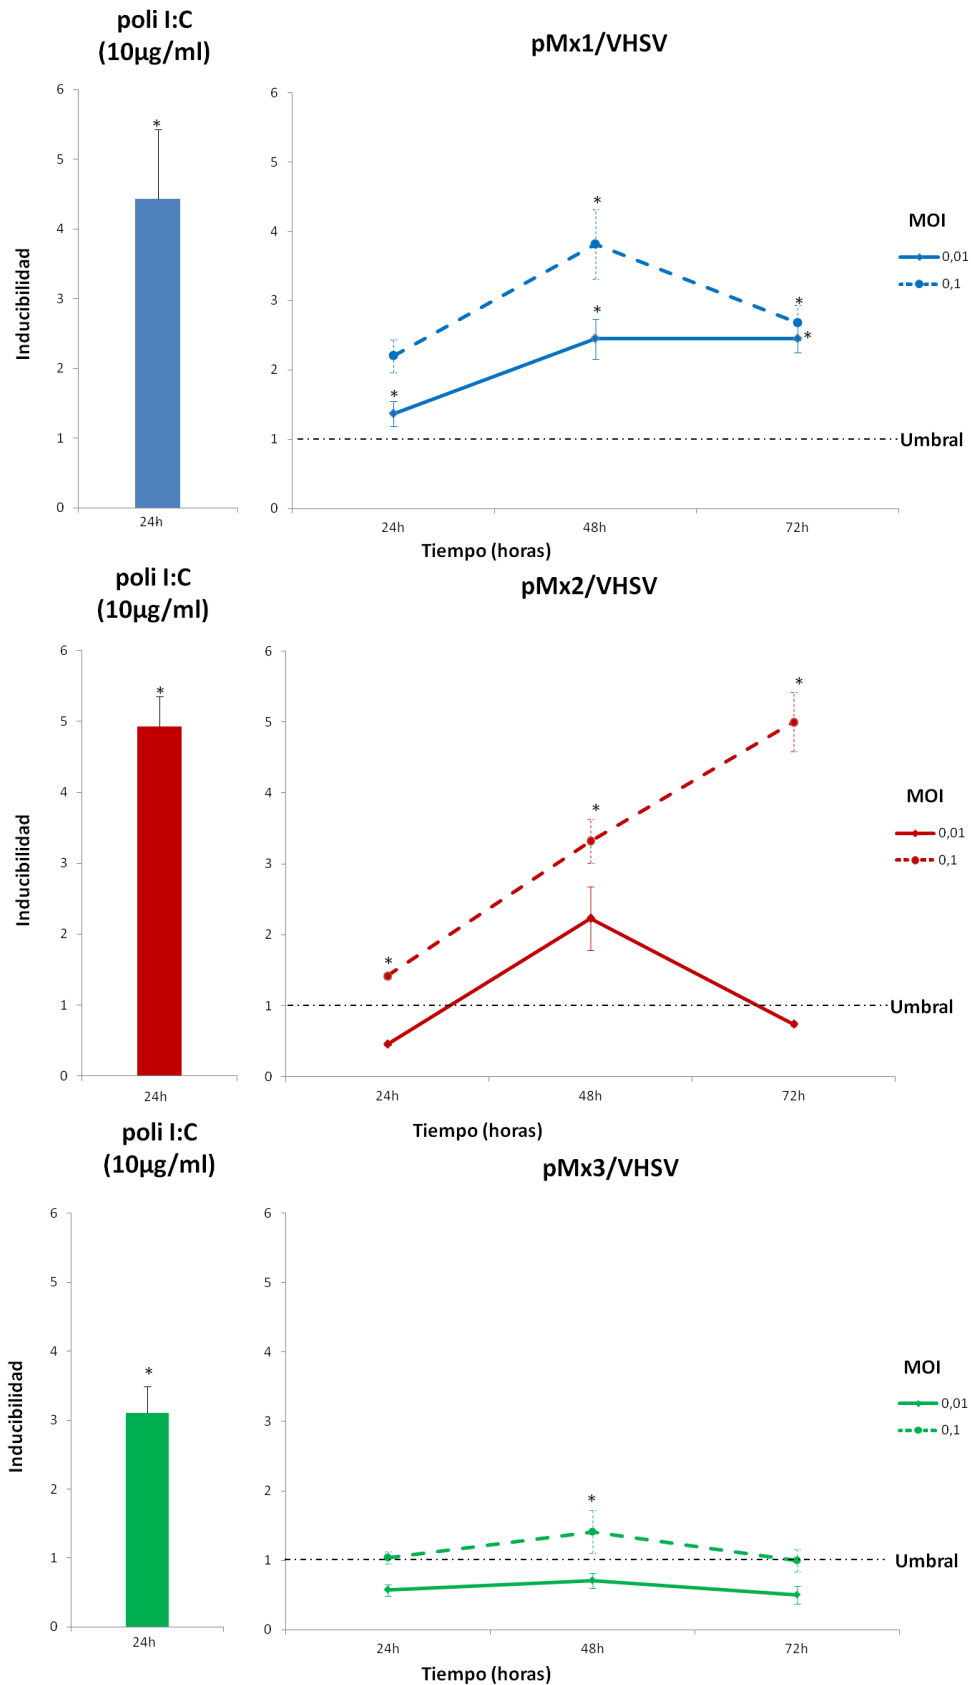 poli I:C
(10µg/ml)
pMx1/VHSV
Inducibilidad
6
5
4
3
2
1
0
*
24h
6
5
4
3
2
1
0
*
*
*
*
*
MOI
0,01
0,1
Umbral
24h
48h
72h
Tiempo (horas)
poli I:C
(10µg/ml)
pMx2/VHSV
Inducibilidad
6
5
4
3
2
1
0
*
24h
6
5
4
3
2
1
0
*
*
*
MOI
0,01
0,1
Umbral
24h
48h
72h
Tiempo (horas)
poli I:C
(10µg/ml)
pMx3/VHSV
Inducibilidad
6
5
4
3
2
1
0
*
24h
6
5
4
3
2
1
0
*
MOI
0,01
0,1
Umbral
24h
48h
72h
Tiempo (horas)